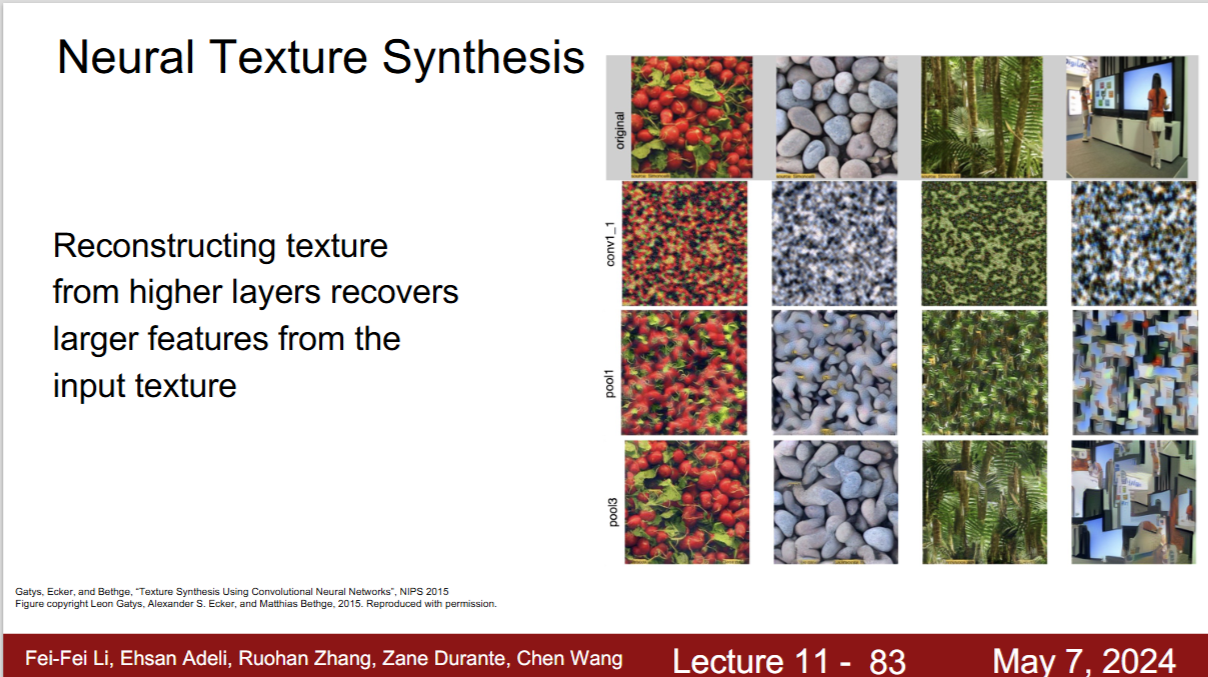 Neural Texture Synthesis
original
conv1_1
pool1
pool3
Reconstructing texture
from higher layers recovers
larger features from the
input texture
Gatys, Ecker, and Bethge, “Texture Synthesis Using Convolutional Neural Networks”, NIPS 2015
Figure copyright Leon Gatys, Alexander S. Ecker, and Matthias Bethge, 2015. Reproduced with permission.
Fei-Fei Li, Ehsan Adeli, Ruohan Zhang, Zane Durante, Chen Wang
Lecture 11 - 83
May 7, 2024